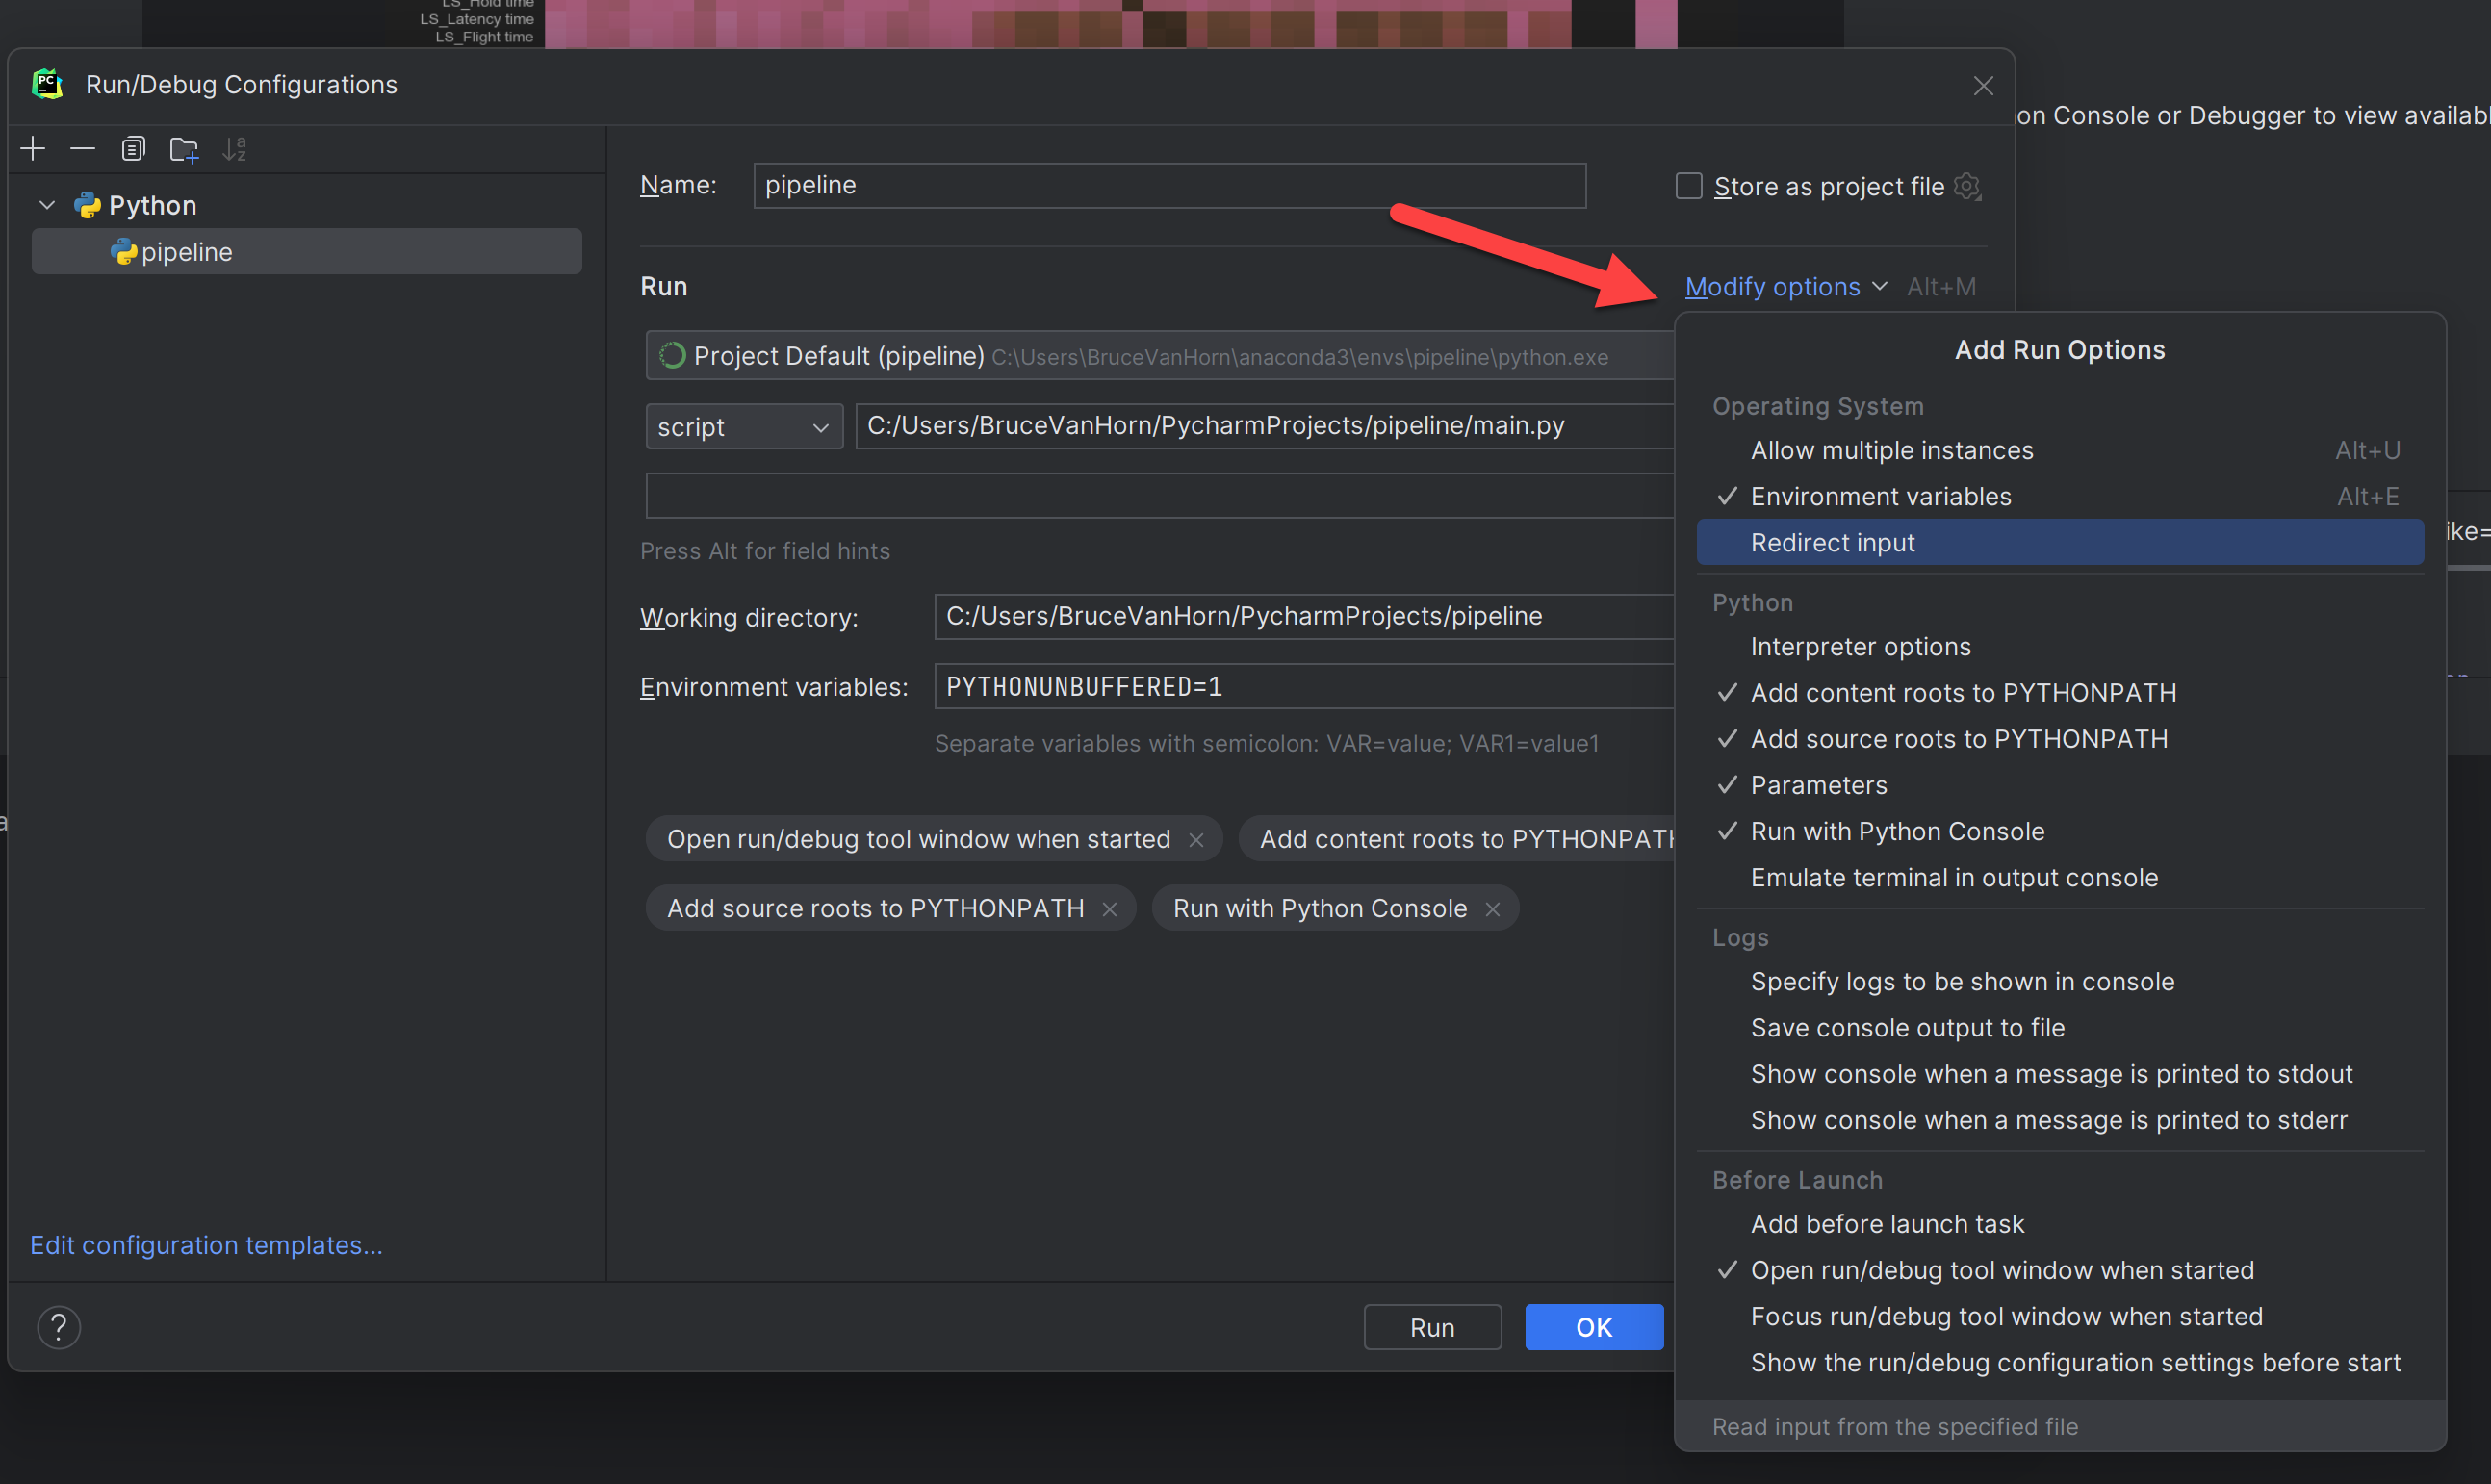 LS_Hold time
LS_Latency time
LS_Flight time
PC
Run/Debug Configurations
on Console or Debugger to view availabl
Python
pipeline
Name:
pipeline
Store as project file
Run
Modify options
Alt+M
Project Default (pipeline) C:\Users\BruceVanHorn\anaconda3\envs\pipeline\python.exe
script
C:/Users/BruceVanHorn/PycharmProjects/pipeline/main.py
Press Alt for field hints
Working directory:
C:/Users/BruceVanHorn/PycharmProjects/pipeline
Environment variables:
PYTHONUNBUFFERED=1
Separate variables with semicolon: VAR=value; VAR1=value1
Open run/debug tool window when started
Add content roots to PYTHONPATH
Add source roots to PYTHONPATH
Run with Python Console
Edit configuration templates...
?
Run
OK
Add Run Options
Operating System
Allow multiple instances Alt+U
Environment variables Alt+E
Redirect input
Python
Interpreter options
Add content roots to PYTHONPATH
Add source roots to PYTHONPATH
Parameters
Run with Python Console
Emulate terminal in output console
Logs
Specify logs to be shown in console
Save console output to file
Show console when a message is printed to stdout
Show console when a message is printed to stderr
Before Launch
Add before launch task
Open run/debug tool window when started
Focus run/debug tool window when started
Show the run/debug configuration settings before start
Read input from the specified file
ike=